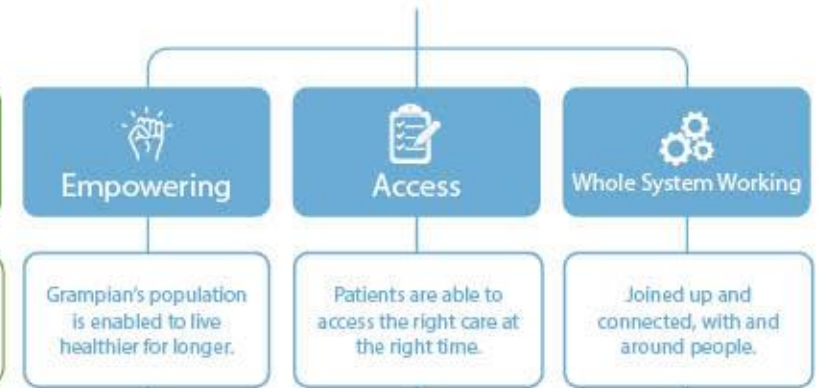 Empowering
Access
Whole System Working
Grampian's population
is enabled to live
healthier for longer.
Patients are able to
access the right care at
the right time.
Joined up and
connected, with and
around people.